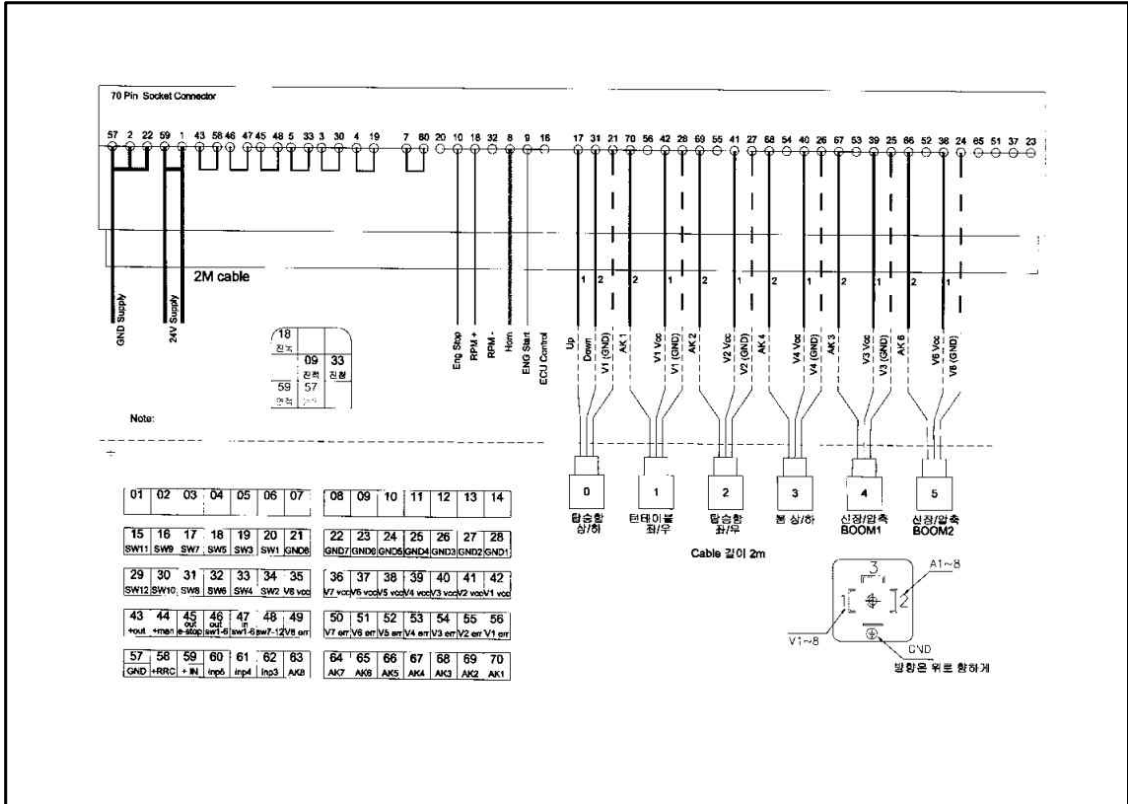 70 Pin Socket Connector
57 2 22 59 1 43 58 46 47 45 48 5 33 3 30 4 19 7 60 20 10 18 32 8 9 16 17 31 21 70 56 42 28 69 55 41 27 68 54 40 26 67 53 39 25 66 52 38 24 65 51 37 23
2M cable
1 2 2 1 2 1 2 1 2 1 2 1
GND Supply
24V Supply
Eng Stop
RPM +
RPM -
Horn
ENG Start
ECU Control
Up
Down
V1 (GND)
AK 1
V1 Vcc
V1 (GND)
AK 2
V2 Vcc
V2 (GND)
AK 4
V4 Vcc
V4 (GND)
AK 3
V3 Vcc
V3 (GND)
V6 Vcc
V6 (GND)
18
09 33
59 57
Note:
0 1 2 3 4 5
탑승함 상/하
턴테이블 좌/우
탑승함 좌/우
붐 상/하
신장/압축 BOOM1
신장/압축 BOOM2
Cable 길이 2m
01 02 03 04 05 06 07 08 09 10 11 12 13 14
15 16 17 18 19 20 21 22 23 24 25 26 27 28
SW11 SW9 SW7 SW5 SW3 SW1 GND8 GND7 GND6 GND5 GND4 GND3 GND2 GND1
29 30 31 32 33 34 35 36 37 38 39 40 41 42
SW12 SW10 SW8 SW6 SW4 SW2 V8 vcc V7 vcc V6 vcc V5 vcc V4 vcc V3 vcc V2 vcc V1 vcc
43 44 45 46 47 48 49 50 51 52 53 54 55 56
out out in
+out +man e-stop sw1-6 sw1-6 sw7-12 V8 err V7 err V6 err V5 err V4 err V3 err V2 err V1 err
57 58 59 60 61 62 63 64 65 66 67 68 69 70
GND +RRC + IN inp5 inp4 inp3 AK8 AK7 AK6 AK5 AK4 AK3 AK2 AK1
3
A1~8
1 2
V1~8
GND
방향은 위로 향하게